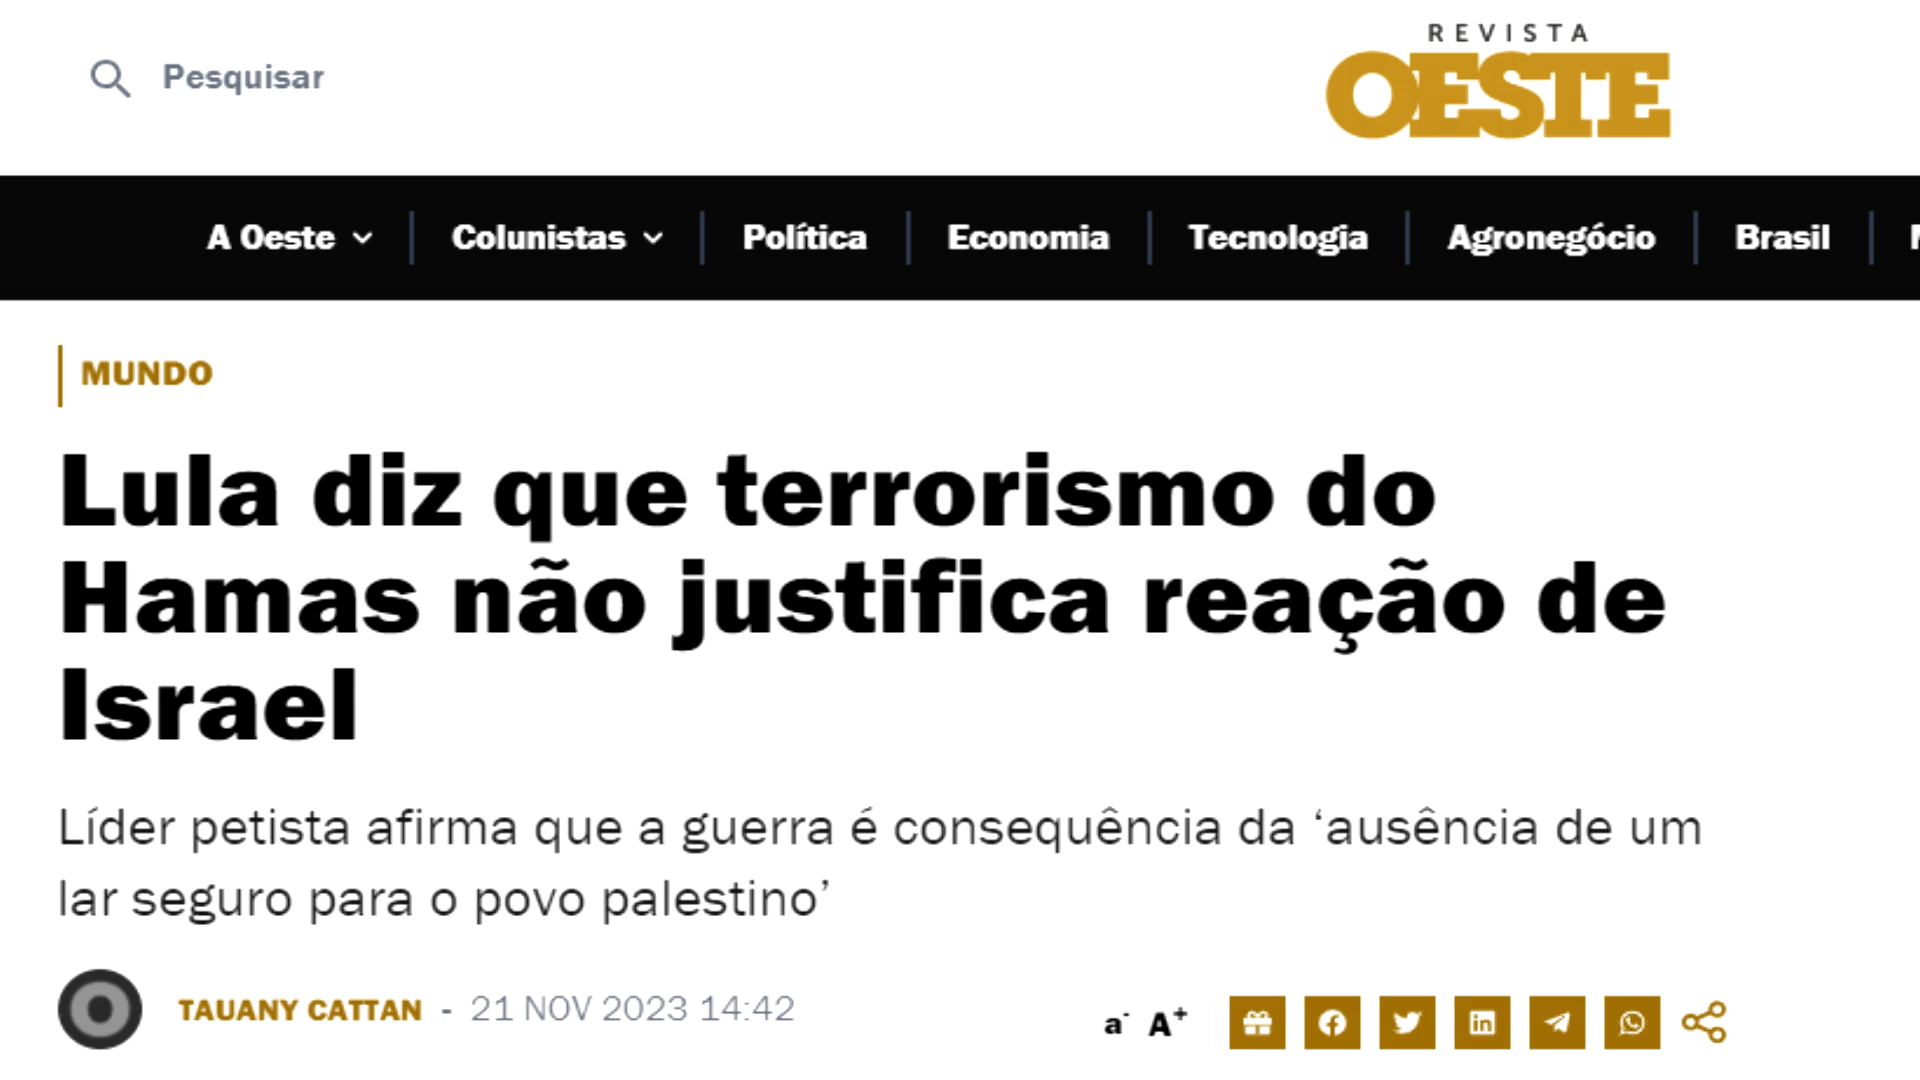 Pesquisar
REVISTA
OESTE
A Oeste
Colunistas
Política
Economia
Tecnologia
Agronegócio
Brasil
MUNDO
Lula diz que terrorismo do
Hamas não justifica reação de
Israel
Líder petista afirma que a guerra é consequência da ‘ausência de um
lar seguro para o povo palestino’
TAUANY CATTAN - 21 NOV 2023 14:42
a- A+